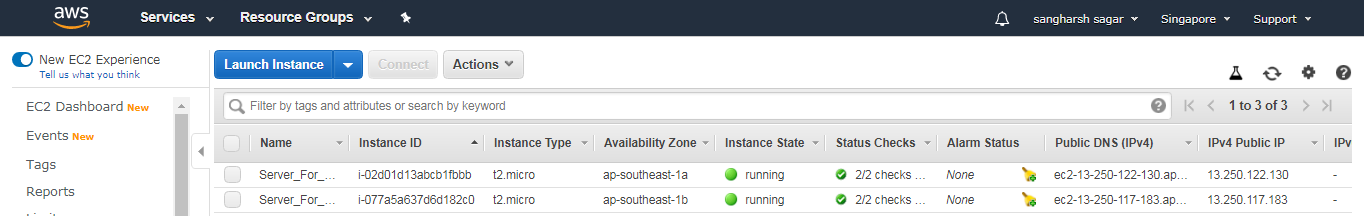 aws Services Resource Groups sangharsh sagar Singapore Support
New EC2 Experience
Tell us what you think
Launch Instance Connect Actions
EC2 Dashboard New
Filter by tags and attributes or search by keyword 1 to 3 of 3
Events New
Name Instance ID Instance Type Availability Zone Instance State Status Checks Alarm Status Public DNS (IPv4) IPv4 Public IP IPv
Tags
Server_For_... i-02d01d13abcb1fbbb t2.micro ap-southeast-1a running 2/2 checks ... None ec2-13-250-122-130.ap... 13.250.122.130 -
Reports
Server_For_... i-077a5a637d6d182c0 t2.micro ap-southeast-1b running 2/2 checks ... None ec2-13-250-117-183.ap... 13.250.117.183 -